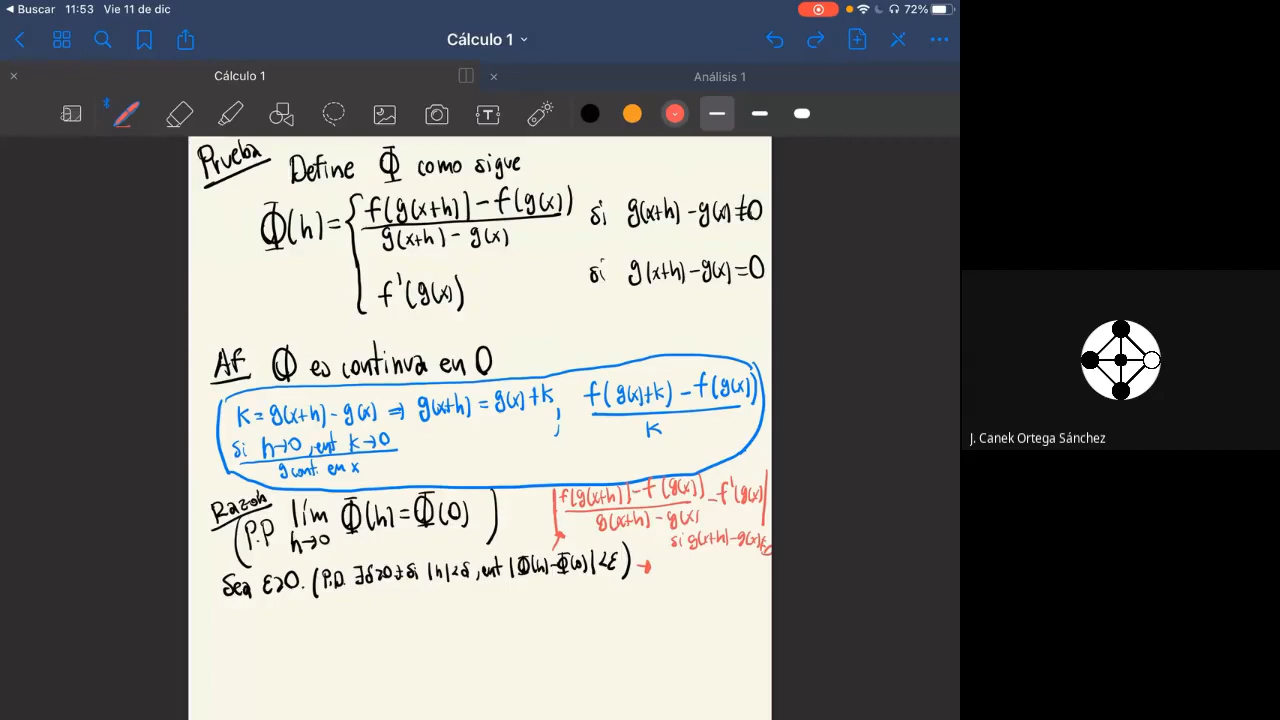 Buscar 11:53 Vie 11 de dic 72%
Cálculo 1
Cálculo 1 Análisis 1
Prueba Define Φ como sigue
Φ(h) = { f(g(x+h)) - f(g(x)) / g(x+h) - g(x) si g(x+h) - g(x) ≠ 0
f'(g(x)) si g(x+h) - g(x) = 0
Af Φ es continua en 0
K = g(x+h) - g(x) ⇒ g(x+h) = g(x) + k ; f(g(x)+k) - f(g(x)) / K
si h→0, ent k→0
g cont. en x
Razón
(P.P lím h→0 Φ(h) = Φ(0) )
| f(g(x+h)) - f(g(x)) / g(x+h) - g(x) - f'(g(x)) |
si g(x+h) - g(x) ≠ 0
Sea ε>0. (P.D. ∃δ>0 ∍ si |h|<δ, ent |Φ(h) - Φ(0)|<ε) →
J. Canek Ortega Sánchez